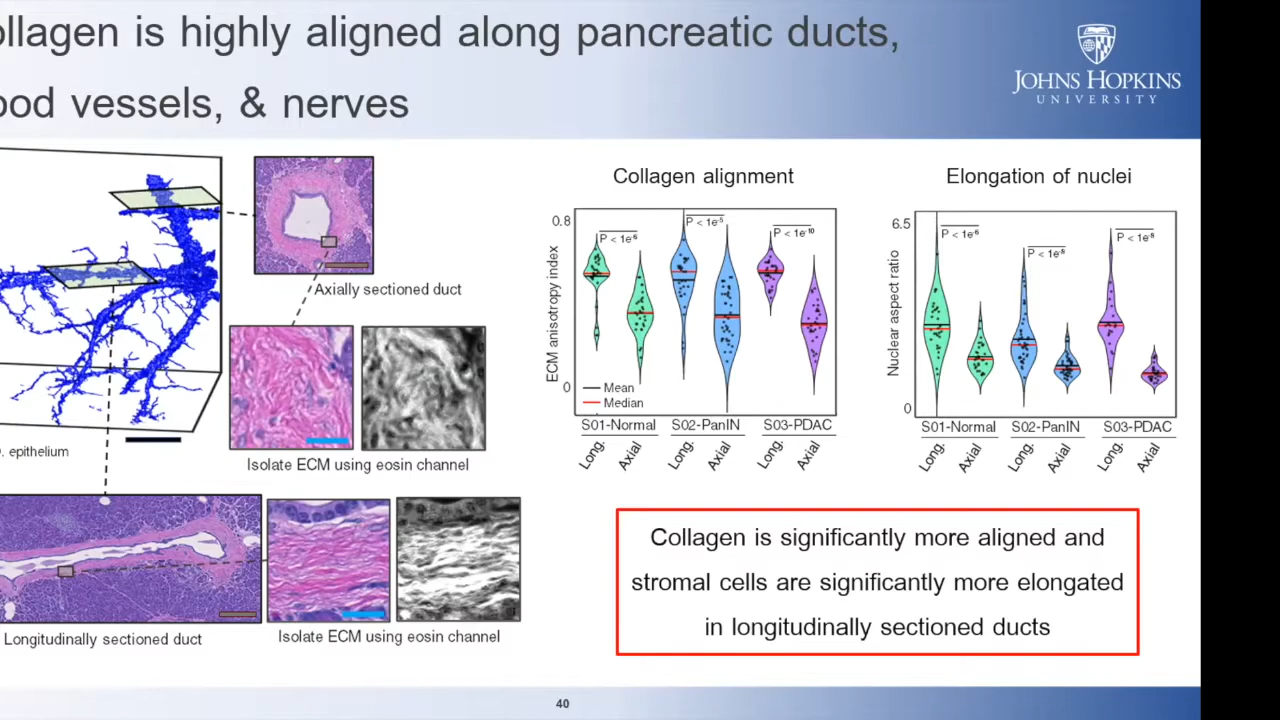 ollagen is highly aligned along pancreatic ducts,
ood vessels, & nerves
JOHNS HOPKINS
UNIVERSITY
Axially sectioned duct
Isolate ECM using eosin channel
epithelium
Longitudinally sectioned duct
Isolate ECM using eosin channel
Collagen alignment
ECM anisotropy index
0.8
0
P < 1e-6
P < 1e-5
P < 1e-10
Mean
Median
S01-Normal
S02-PanIN
S03-PDAC
Long.
Axial
Long.
Axial
Long.
Axial
Elongation of nuclei
Nuclear aspect ratio
6.5
0
P < 1e-6
P < 1e-8
P < 1e-8
S01-Normal
S02-PanIN
S03-PDAC
Long.
Axial
Long.
Axial
Long.
Axial
Collagen is significantly more aligned and
stromal cells are significantly more elongated
in longitudinally sectioned ducts
40